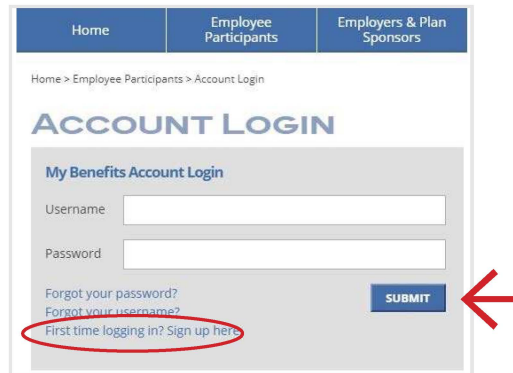 Home
Employee Participants
Employers & Plan Sponsors
Home > Employee Participants > Account Login
ACCOUNT LOGIN
My Benefits Account Login
Username
Password
Forgot your password?
SUBMIT
Forgot your username?
First time logging in? Sign up here